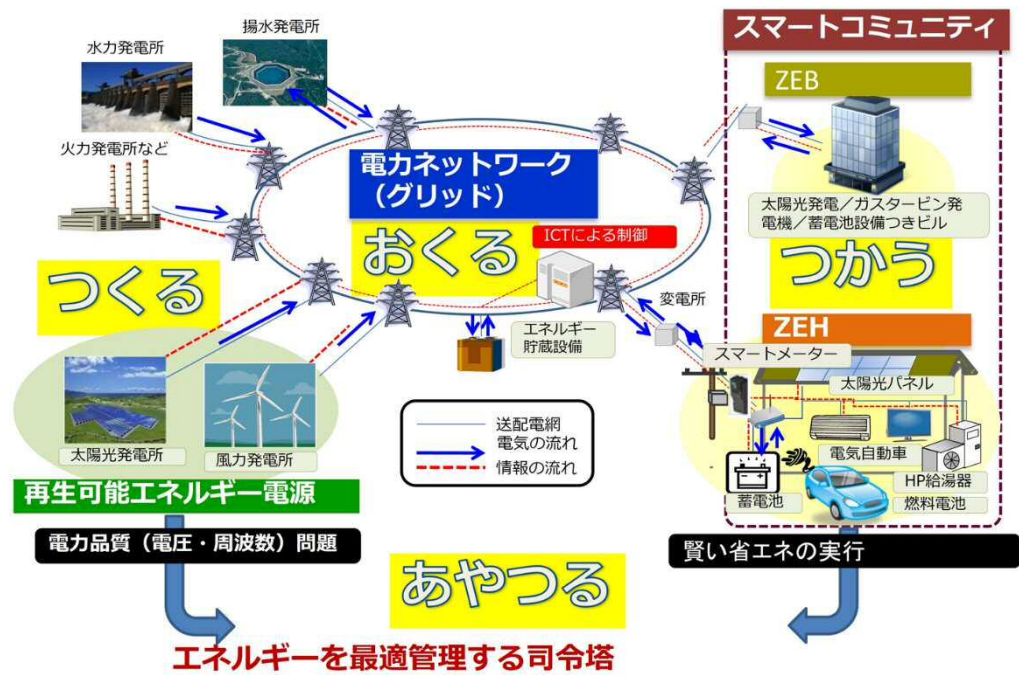 スマートコミュニティ
揚水発電所
水力発電所
ZEB
火力発電所など
電力ネットワーク
（グリッド）
太陽光発電／ガスタービン発
電機／蓄電池設備つきビル
ICTによる制御
おくる
つかう
つくる
変電所
ZEH
エネルギー
貯蔵設備
スマートメーター
太陽光パネル
送配電網
電気の流れ
情報の流れ
太陽光発電所
風力発電所
電気自動車
HP給湯器
蓄電池
燃料電池
再生可能エネルギー電源
電力品質（電圧・周波数）問題
賢い省エネの実行
あやつる
エネルギーを最適管理する司令塔